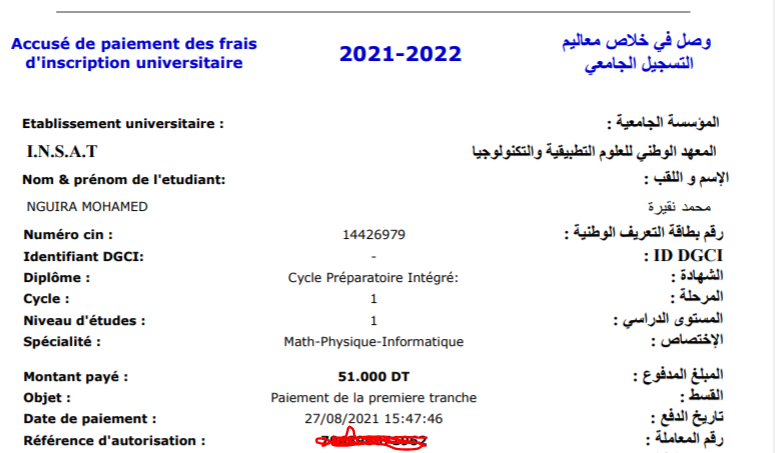 Accusé de paiement des frais d'inscription universitaire
2021-2022
وصل في خلاص معاليم التسجيل الجامعي
Etablissement universitaire :
المؤسسة الجامعية :
I.N.S.A.T
المعهد الوطني للعلوم التطبيقية والتكنولوجيا
Nom & prénom de l'etudiant:
الإسم و اللقب :
NGUIRA MOHAMED
محمد نقيرة
Numéro cin : 14426979 رقم بطاقة التعريف الوطنية :
Identifiant DGCI: - ID DGCI :
Diplôme : Cycle Préparatoire Intégré: الشهادة :
Cycle : 1 المرحلة :
Niveau d'études : 1 المستوى الدراسي :
Spécialité : Math-Physique-Informatique الإختصاص :
Montant payé : 51.000 DT المبلغ المدفوع :
Objet : Paiement de la premiere tranche القسط :
Date de paiement : 27/08/2021 15:47:46 تاريخ الدفع :
Référence d'autorisation : رقم المعاملة :